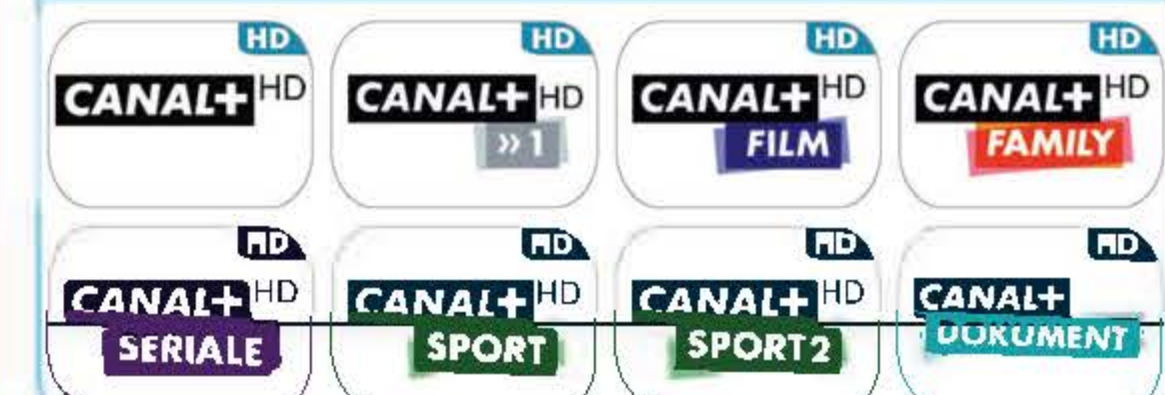 HD HD HD HD
CANAL+ HD CANAL+ HD CANAL+ HD CANAL+ HD
»1 FILM FAMILY
HD HD HD HD
CANAL+ HD CANAL+ HD CANAL+ HD CANAL+
SERIALE SPORT SPORT2 DOKUMENT